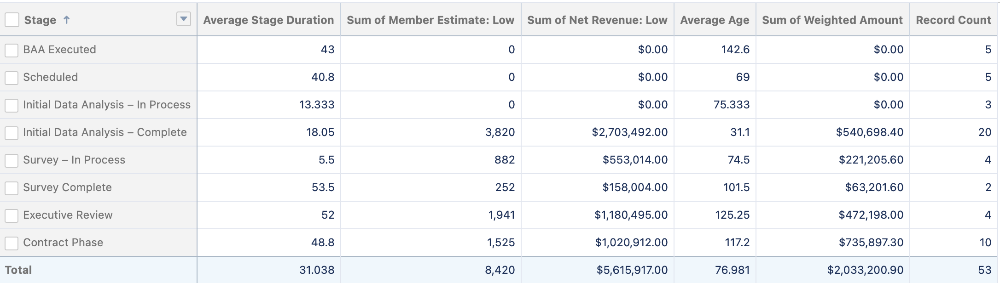 Stage ↑ Average Stage Duration Sum of Member Estimate: Low Sum of Net Revenue: Low Average Age Sum of Weighted Amount Record Count
BAA Executed 43 0 $0.00 142.6 $0.00 5
Scheduled 40.8 0 $0.00 69 $0.00 5
Initial Data Analysis – In Process 13.333 0 $0.00 75.333 $0.00 3
Initial Data Analysis – Complete 18.05 3,820 $2,703,492.00 31.1 $540,698.40 20
Survey – In Process 5.5 882 $553,014.00 74.5 $221,205.60 4
Survey Complete 53.5 252 $158,004.00 101.5 $63,201.60 2
Executive Review 52 1,941 $1,180,495.00 125.25 $472,198.00 4
Contract Phase 48.8 1,525 $1,020,912.00 117.2 $735,897.30 10
Total 31.038 8,420 $5,615,917.00 76.981 $2,033,200.90 53